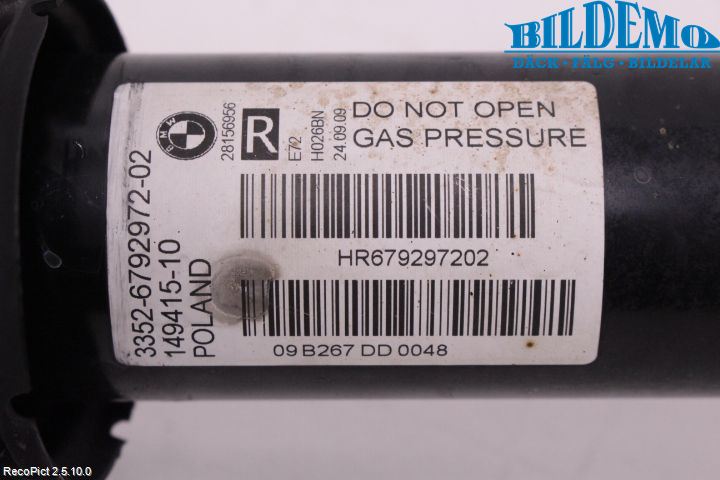 BILDEMO
DÄCK · FÄLG · BILDELAR
BMW
28156956
R
E72
H026BN
24.09.09
DO NOT OPEN
GAS PRESSURE
3352-6792972-02
149415-10
POLAND
HR679297202
09 B267 DD 0048
RecoPict 2.5.10.0